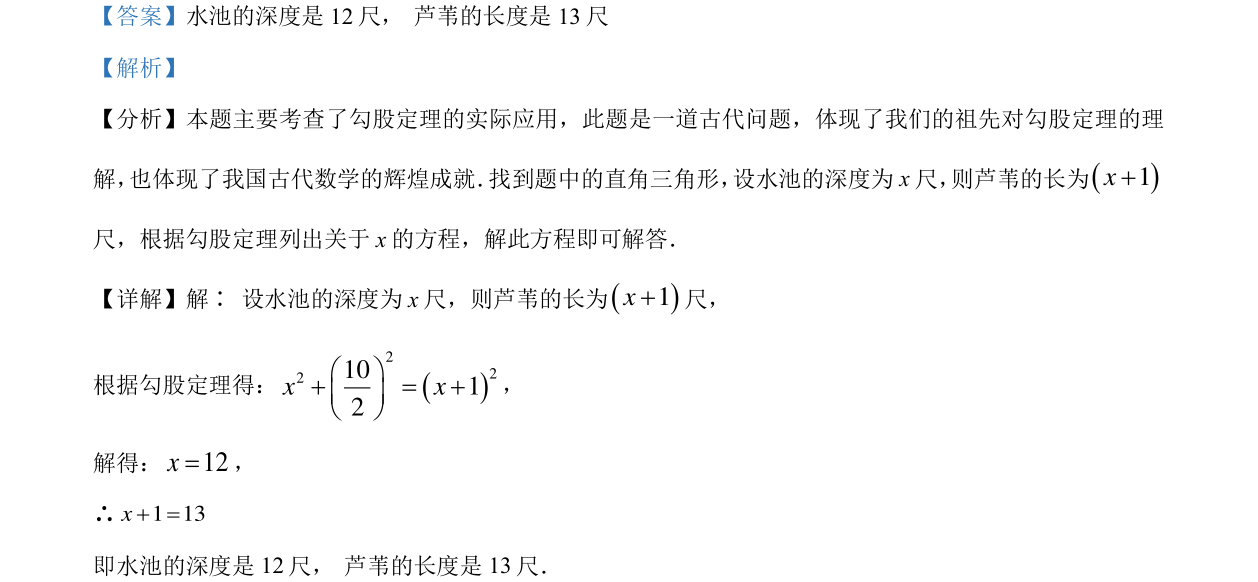 【答案】水池的深度是 12 尺， 芦苇的长度是 13 尺
【解析】
【分析】本题主要考查了勾股定理的实际应用，此题是一道古代问题，体现了我们的祖先对勾股定理的理
解，也体现了我国古代数学的辉煌成就．找到题中的直角三角形，设水池的深度为 x 尺，则芦苇的长为(x+1)
尺，根据勾股定理列出关于 x 的方程，解此方程即可解答．
【详解】解∶ 设水池的深度为 x 尺，则芦苇的长为(x+1)尺，
根据勾股定理得：x² + (10/2)² = (x+1)²，
解得：x=12，
∴ x+1=13
即水池的深度是 12 尺， 芦苇的长度是 13 尺．